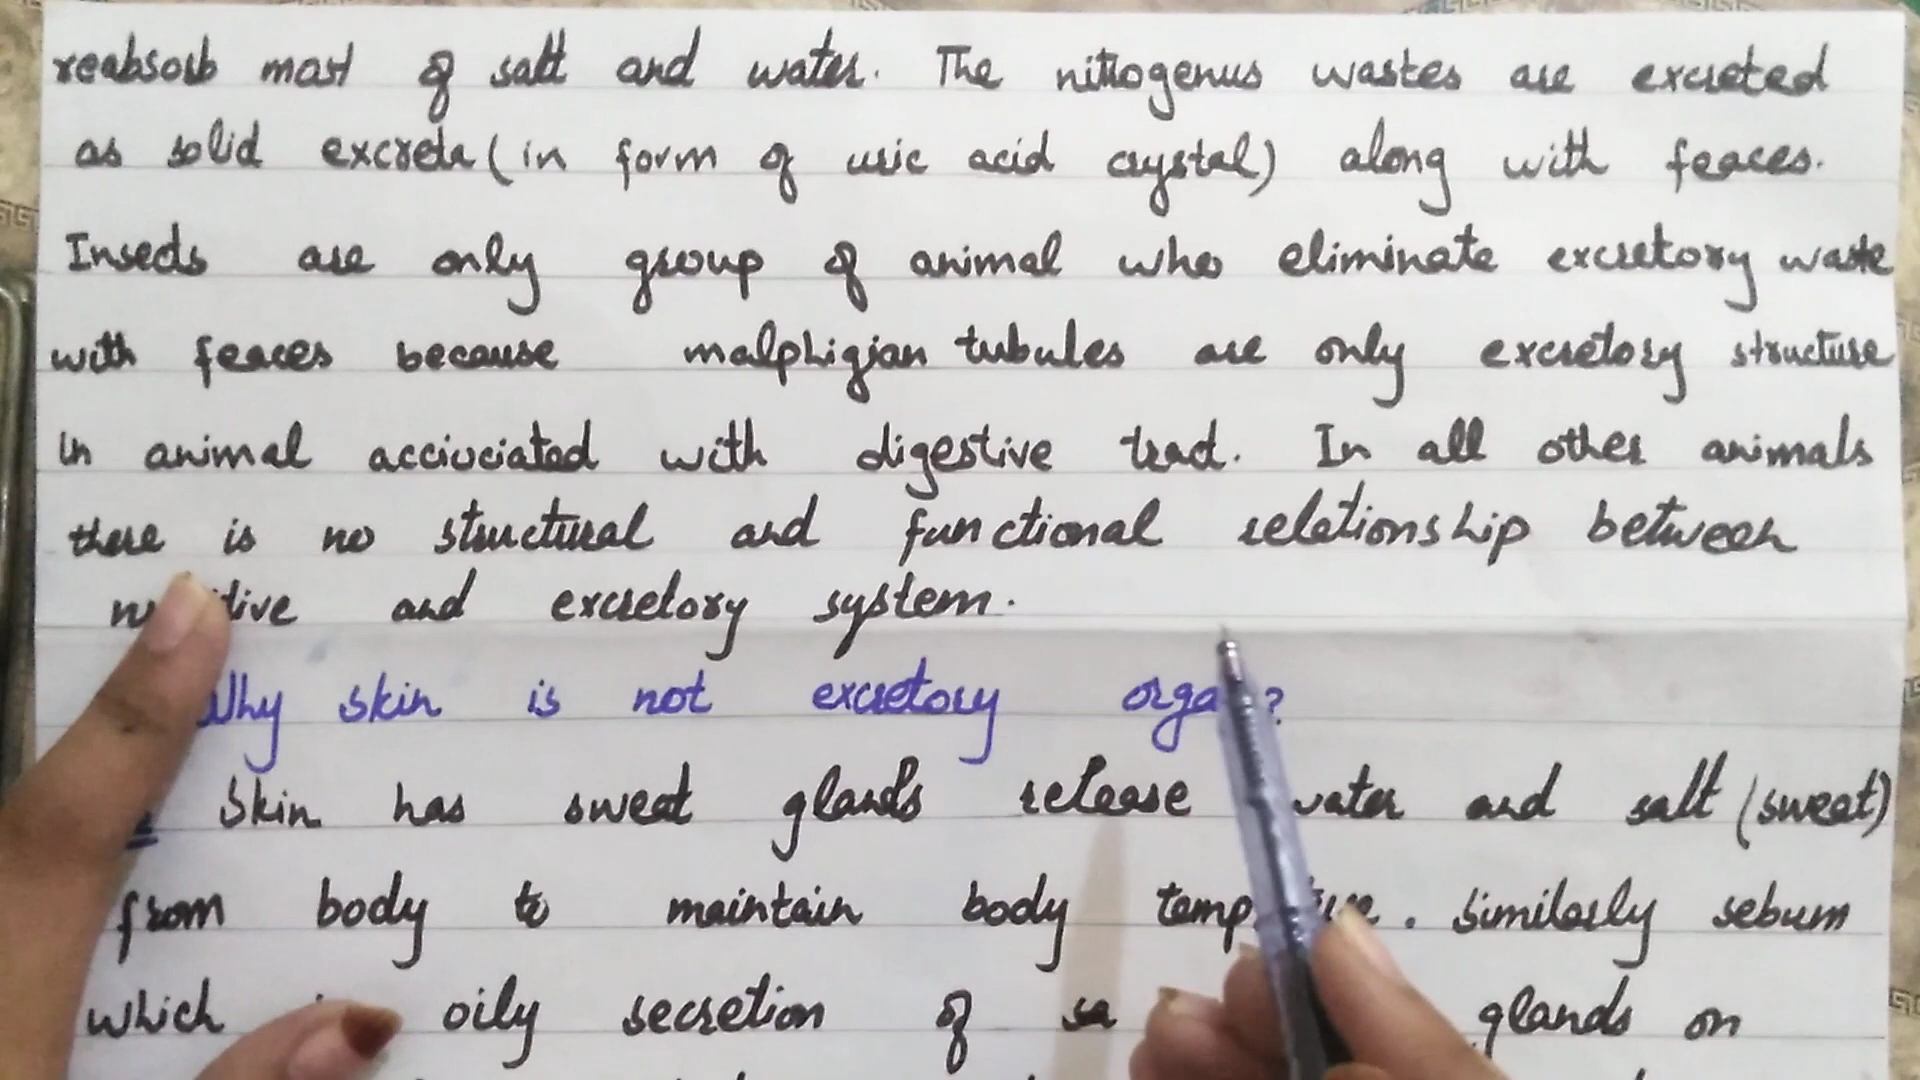 reabsorb most of salt and water. The nitrogenus wastes are excreted
as solid excreta (in form of uric acid crystal) along with feaces.
Insects are only group of animal who eliminate excretory waste
with feaces because malphigian tubules are only excretory structure
in animal acciuciated with digestive tract. In all other animals
there is no structural and functional relationship between
and excretory system.
Why skin is not excretory ?
Skin has sweat glands release water and salt (sweat)
from body to maintain body . Similarly sebum
which oily secretion of glands on